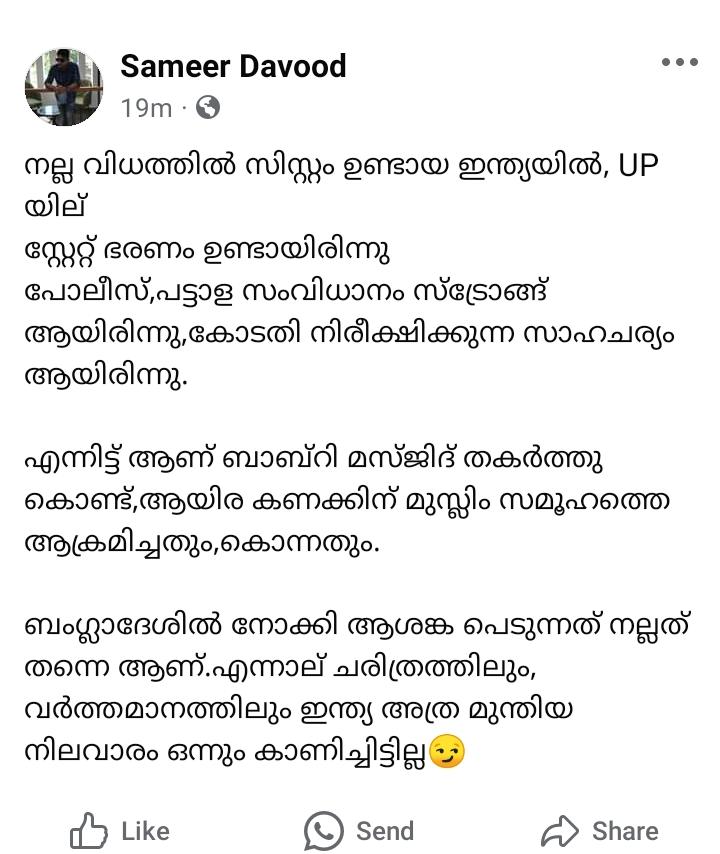 Sameer Davood
19m ·
നല്ല വിധത്തിൽ സിസ്റ്റം ഉണ്ടായ ഇന്ത്യയിൽ, UP
യില്
സ്റ്റേറ്റ് ഭരണം ഉണ്ടായിരിന്നു
പോലീസ്,പട്ടാള സംവിധാനം സ്ട്രോങ്ങ്
ആയിരിന്നു,കോടതി നിരീക്ഷിക്കുന്ന സാഹചര്യം
ആയിരിന്നു.
എന്നിട്ട് ആണ് ബാബ്റി മസ്ജിദ് തകർത്തു
കൊണ്ട്,ആയിര കണക്കിന് മുസ്ലിം സമൂഹത്തെ
ആക്രമിച്ചതും,കൊന്നതും.
ബംഗ്ലാദേശിൽ നോക്കി ആശങ്ക പെടുന്നത് നല്ലത്
തന്നെ ആണ്.എന്നാല് ചരിത്രത്തിലും,
വർത്തമാനത്തിലും ഇന്ത്യ അത്ര മുന്തിയ
നിലവാരം ഒന്നും കാണിച്ചിട്ടില്ല😏
Like Send Share